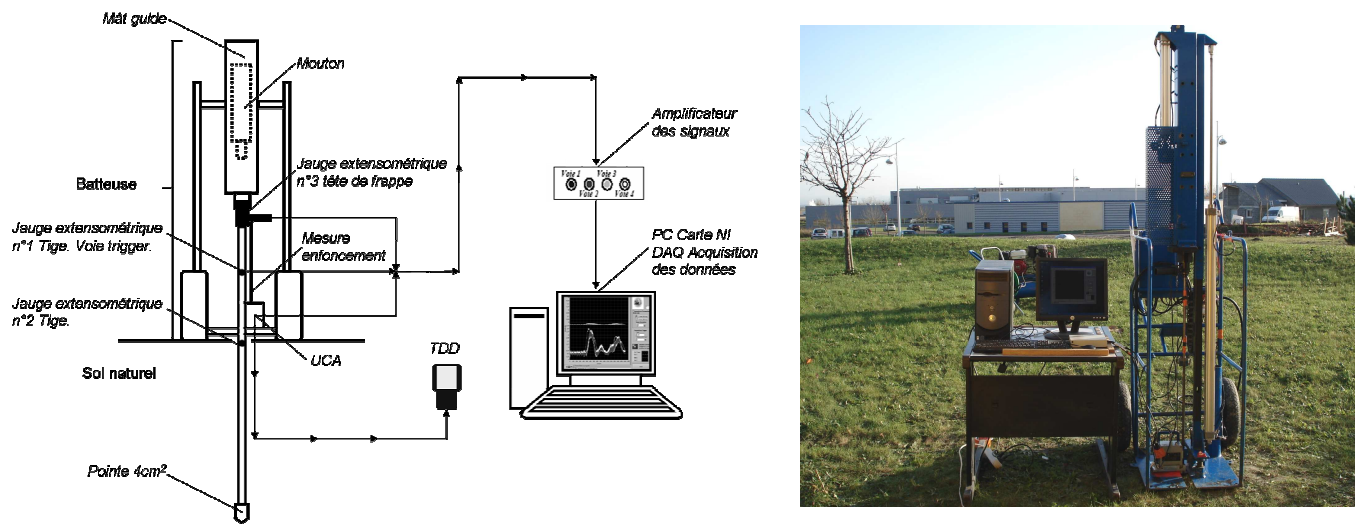 Mât guide
Mouton
Jauge extensométrique
n°3 tête de frappe
Batteuse
Jauge extensométrique
n°1 Tige. Voie trigger.
Mesure
enfoncement
Jauge extensométrique
n°2 Tige.
UCA
Sol naturel
TDD
Pointe 4cm²
Amplificateur
des signaux
Voie 1
Voie 3
Voie 2
Voie 4
PC Carte NI
DAQ Acquisition
des données